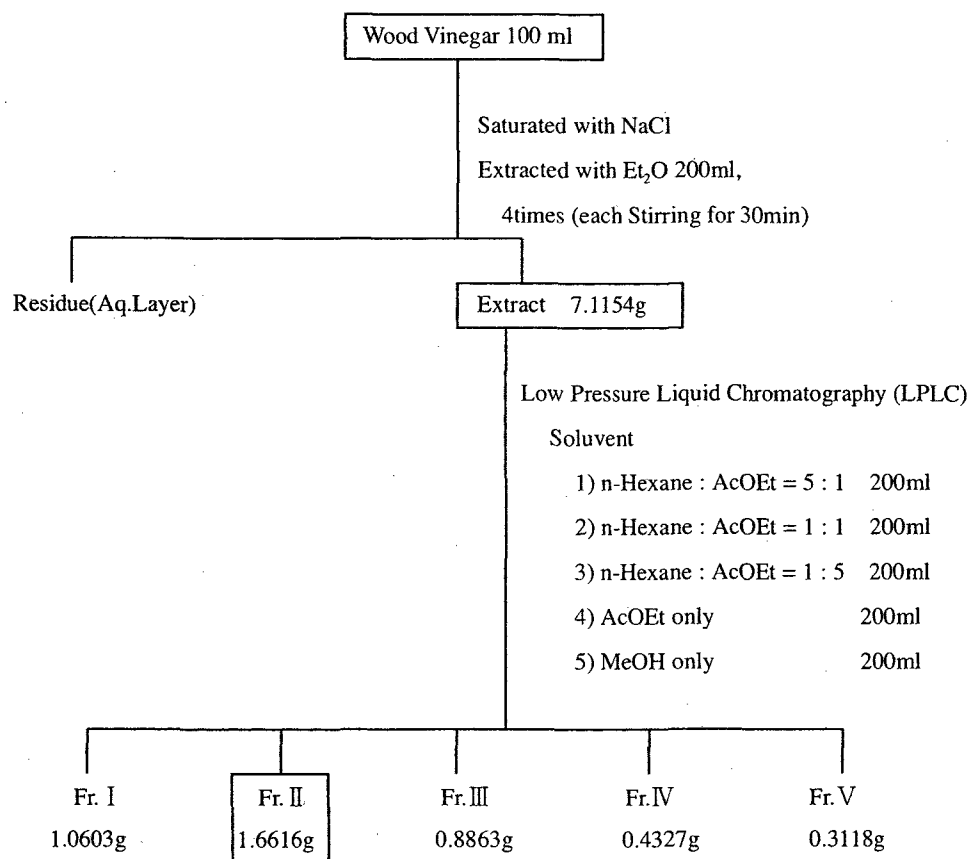 Wood Vinegar 100 ml
Saturated with NaCl
Extracted with Et₂O 200ml,
4times (each Stirring for 30min)
Residue(Aq.Layer)
Extract 7.1154g
Low Pressure Liquid Chromatography (LPLC)
Soluvent
1) n-Hexane : AcOEt = 5 : 1 200ml
2) n-Hexane : AcOEt = 1 : 1 200ml
3) n-Hexane : AcOEt = 1 : 5 200ml
4) AcOEt only 200ml
5) MeOH only 200ml
Fr. Ⅰ Fr. Ⅱ Fr.Ⅲ Fr.Ⅳ Fr.Ⅴ
1.0603g 1.6616g 0.8863g 0.4327g 0.3118g